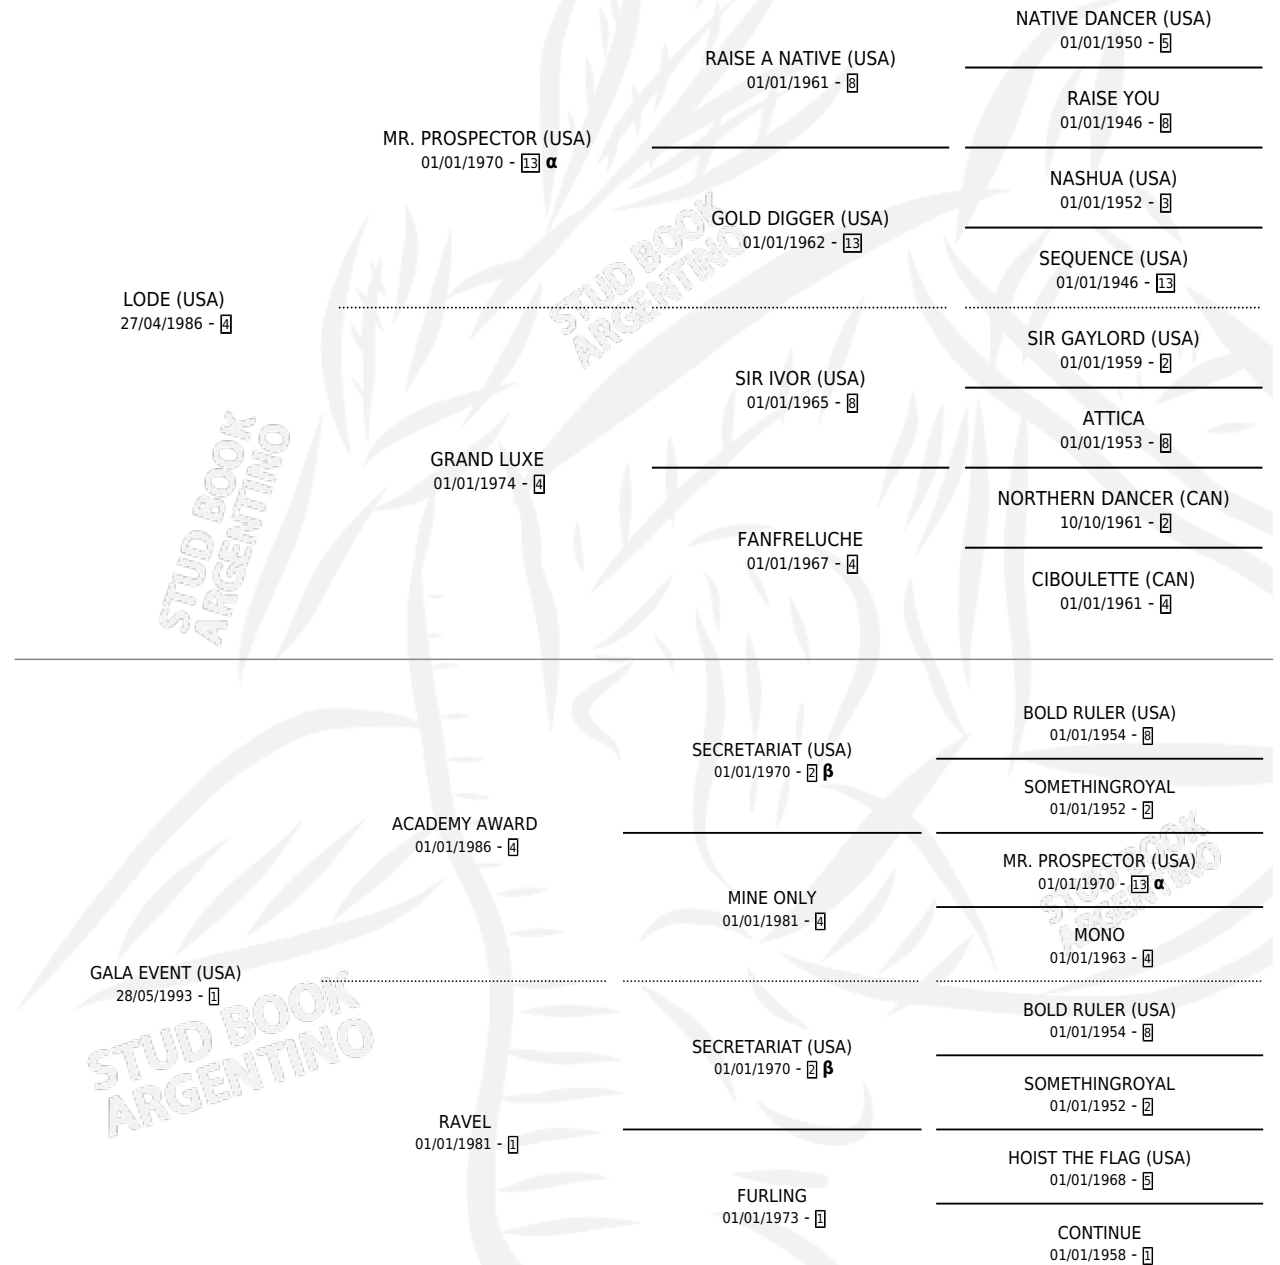 NATIVE DANCER (USA)
01/01/1950 - 5
RAISE A NATIVE (USA)
01/01/1961 - 8
RAISE YOU
01/01/1946 - 8
MR. PROSPECTOR (USA)
01/01/1970 - 13 α
NASHUA (USA)
01/01/1952 - 3
GOLD DIGGER (USA)
01/01/1962 - 13
SEQUENCE (USA)
01/01/1946 - 13
LODE (USA)
27/04/1986 - 4
SIR GAYLORD (USA)
01/01/1959 - 2
SIR IVOR (USA)
01/01/1965 - 8
ATTICA
01/01/1953 - 8
GRAND LUXE
01/01/1974 - 4
NORTHERN DANCER (CAN)
10/10/1961 - 2
FANFRELUCHE
01/01/1967 - 4
CIBOULETTE (CAN)
01/01/1961 - 4
BOLD RULER (USA)
01/01/1954 - 8
SECRETARIAT (USA)
01/01/1970 - 2 β
SOMETHINGROYAL
01/01/1952 - 2
ACADEMY AWARD
01/01/1986 - 4
MR. PROSPECTOR (USA)
01/01/1970 - 13 α
MINE ONLY
01/01/1981 - 4
MONO
01/01/1963 - 4
GALA EVENT (USA)
28/05/1993 - 1
BOLD RULER (USA)
01/01/1954 - 8
SECRETARIAT (USA)
01/01/1970 - 2 β
SOMETHINGROYAL
01/01/1952 - 2
RAVEL
01/01/1981 - 1
HOIST THE FLAG (USA)
01/01/1968 - 5
FURLING
01/01/1973 - 1
CONTINUE
01/01/1958 - 1
STUD BOOK
ARGENTINO
STUD BOOK
ARGENTINO
STUD BOOK
ARGENTINO
STUD BOOK
ARGENTINO